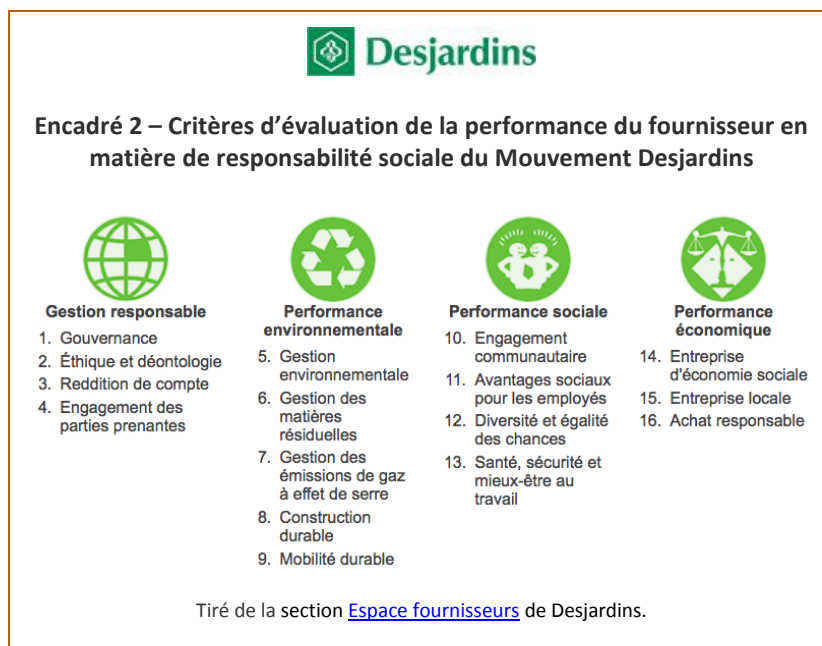 Desjardins
Encadré 2 – Critères d'évaluation de la performance du fournisseur en
matière de responsabilité sociale du Mouvement Desjardins
Gestion responsable
1. Gouvernance
2. Éthique et déontologie
3. Reddition de compte
4. Engagement des
parties prenantes
Performance
environnementale
5. Gestion
environnementale
6. Gestion des
matières
résiduelles
7. Gestion des
émissions de gaz
à effet de serre
8. Construction
durable
9. Mobilité durable
Performance sociale
10. Engagement
communautaire
11. Avantages sociaux
pour les employés
12. Diversité et égalité
des chances
13. Santé, sécurité et
mieux-être au
travail
Performance
économique
14. Entreprise
d'économie sociale
15. Entreprise locale
16. Achat responsable
Tiré de la section Espace fournisseurs de Desjardins.